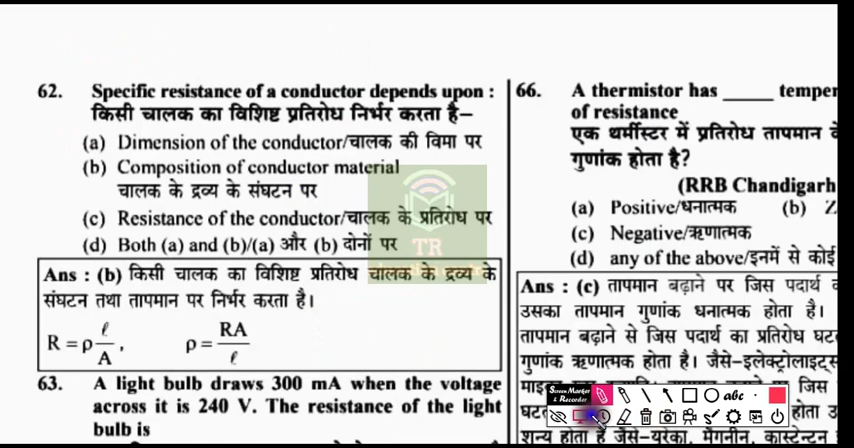 62. Specific resistance of a conductor depends upon :
किसी चालक का विशिष्ट प्रतिरोध निर्भर करता है–
(a) Dimension of the conductor/चालक की विमा पर
(b) Composition of conductor material
चालक के द्रव्य के संघटन पर
(c) Resistance of the conductor/चालक के प्रतिरोध पर
(d) Both (a) and (b)/(a) और (b) दोनों पर
Ans : (b) किसी चालक का विशिष्ट प्रतिरोध चालक के द्रव्य के
संघटन तथा तापमान पर निर्भर करता है।
R = ρ ℓ/A, ρ = RA/ℓ
63. A light bulb draws 300 mA when the voltage
across it is 240 V. The resistance of the light
bulb is
66. A thermistor has _____ temper
of resistance
एक थर्मीस्टर में प्रतिरोध तापमान
गुणांक होता है?
(RRB Chandigarh
(a) Positive/धनात्मक (b) Z
(c) Negative/ऋणात्मक
(d) any of the above/इनमें से कोई
Ans : (c) तापमान बढ़ाने पर जिस पदार्थ
उसका तापमान गुणांक धनात्मक होता है।
तापमान बढ़ाने से जिस पदार्थ का प्रतिरोध घट
गुणांक ऋणात्मक होता है। जैसे–इलेक्ट्रोलाइट्स
जिस
होता
शून्य होता है जैसे–यूरेका, मैंगनीन, कान्स्टेन्टन
TR
Screen Marker
& Recorder
abc